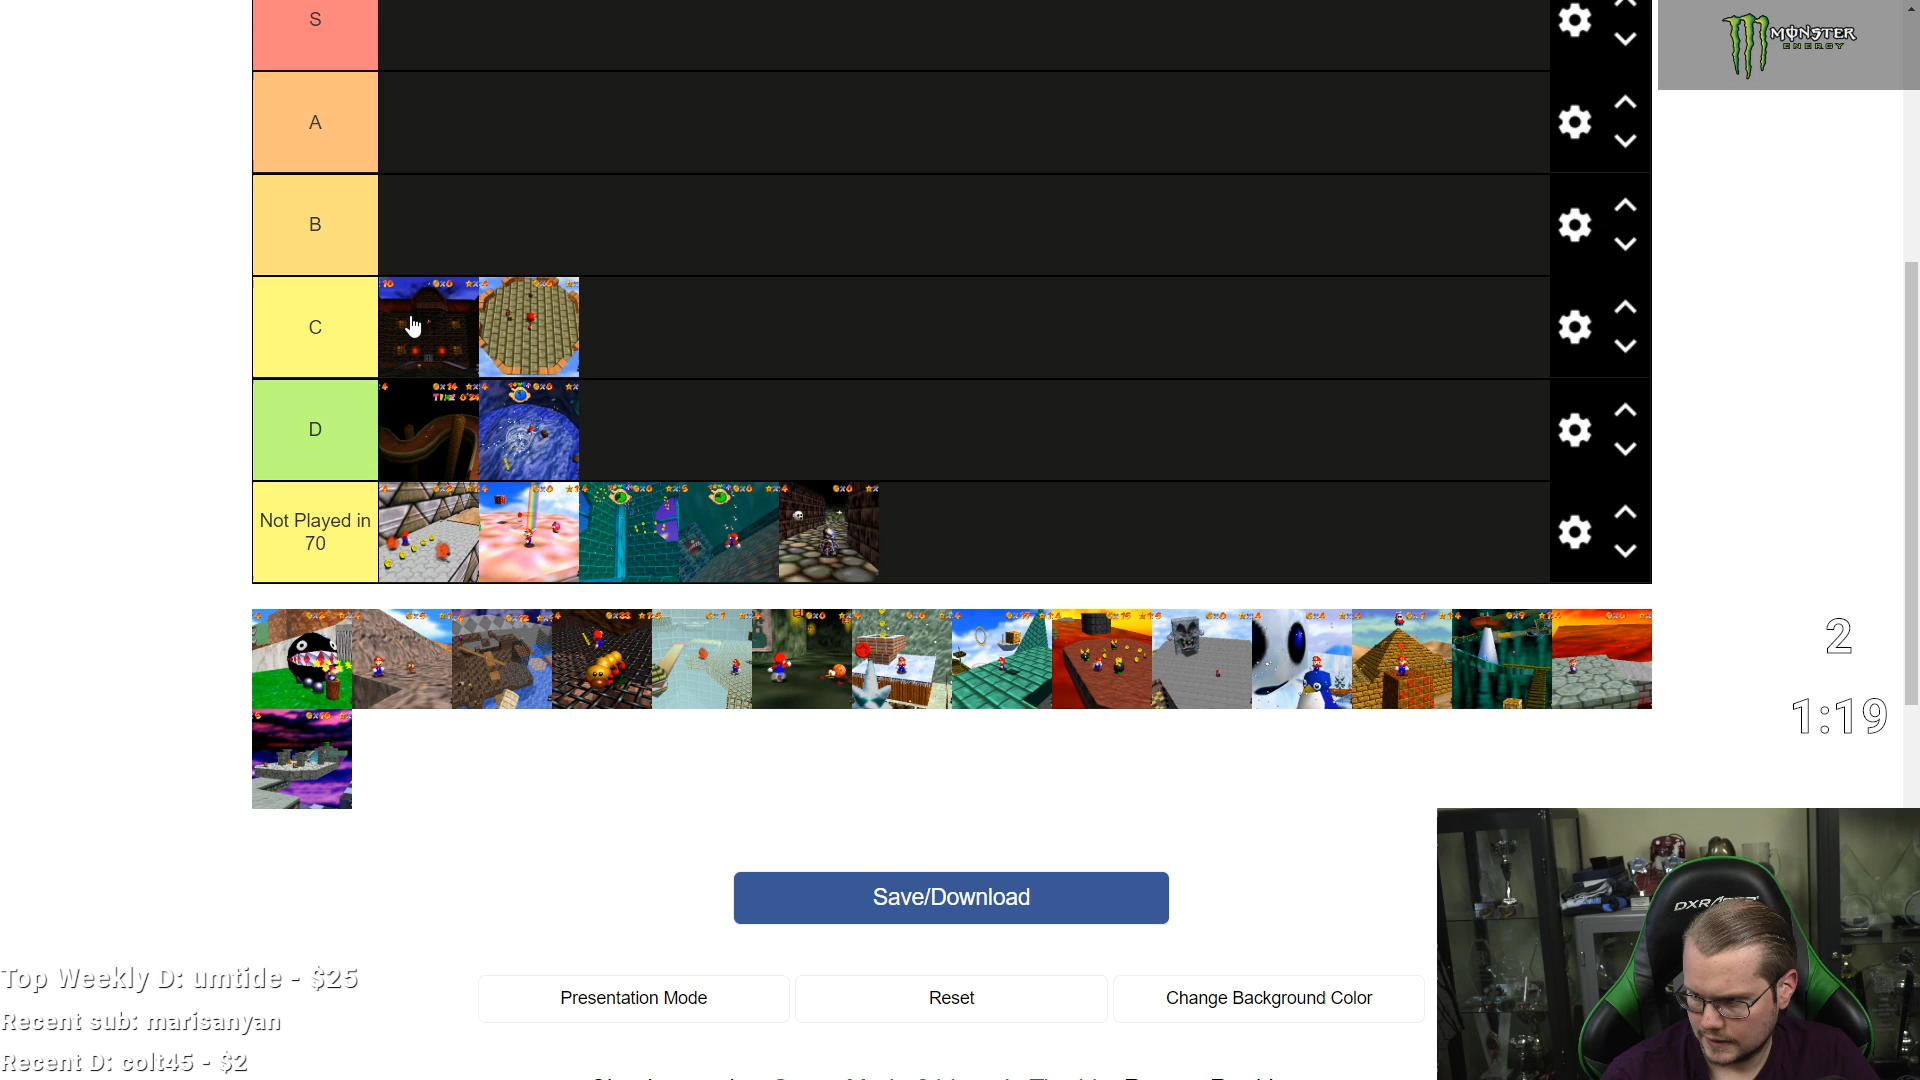 S
MONSTER
ENERGY
A
B
C
D
Not Played in
70
2
1:19
Save/Download
DXRACER
Top Weekly D: umtide - $25
Presentation Mode
Reset
Change Background Color
Recent sub: marisanyan
Recent D: colt45 - $2